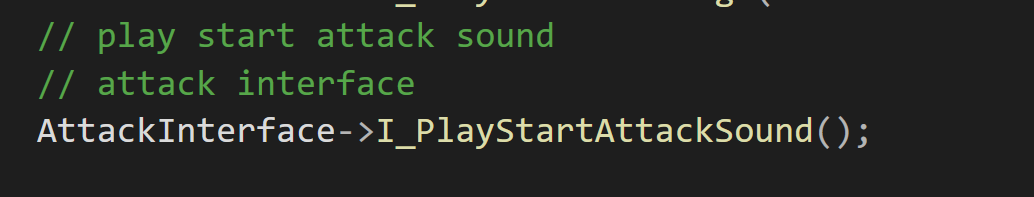 // play start attack sound
// attack interface
AttackInterface->I_PlayStartAttackSound();